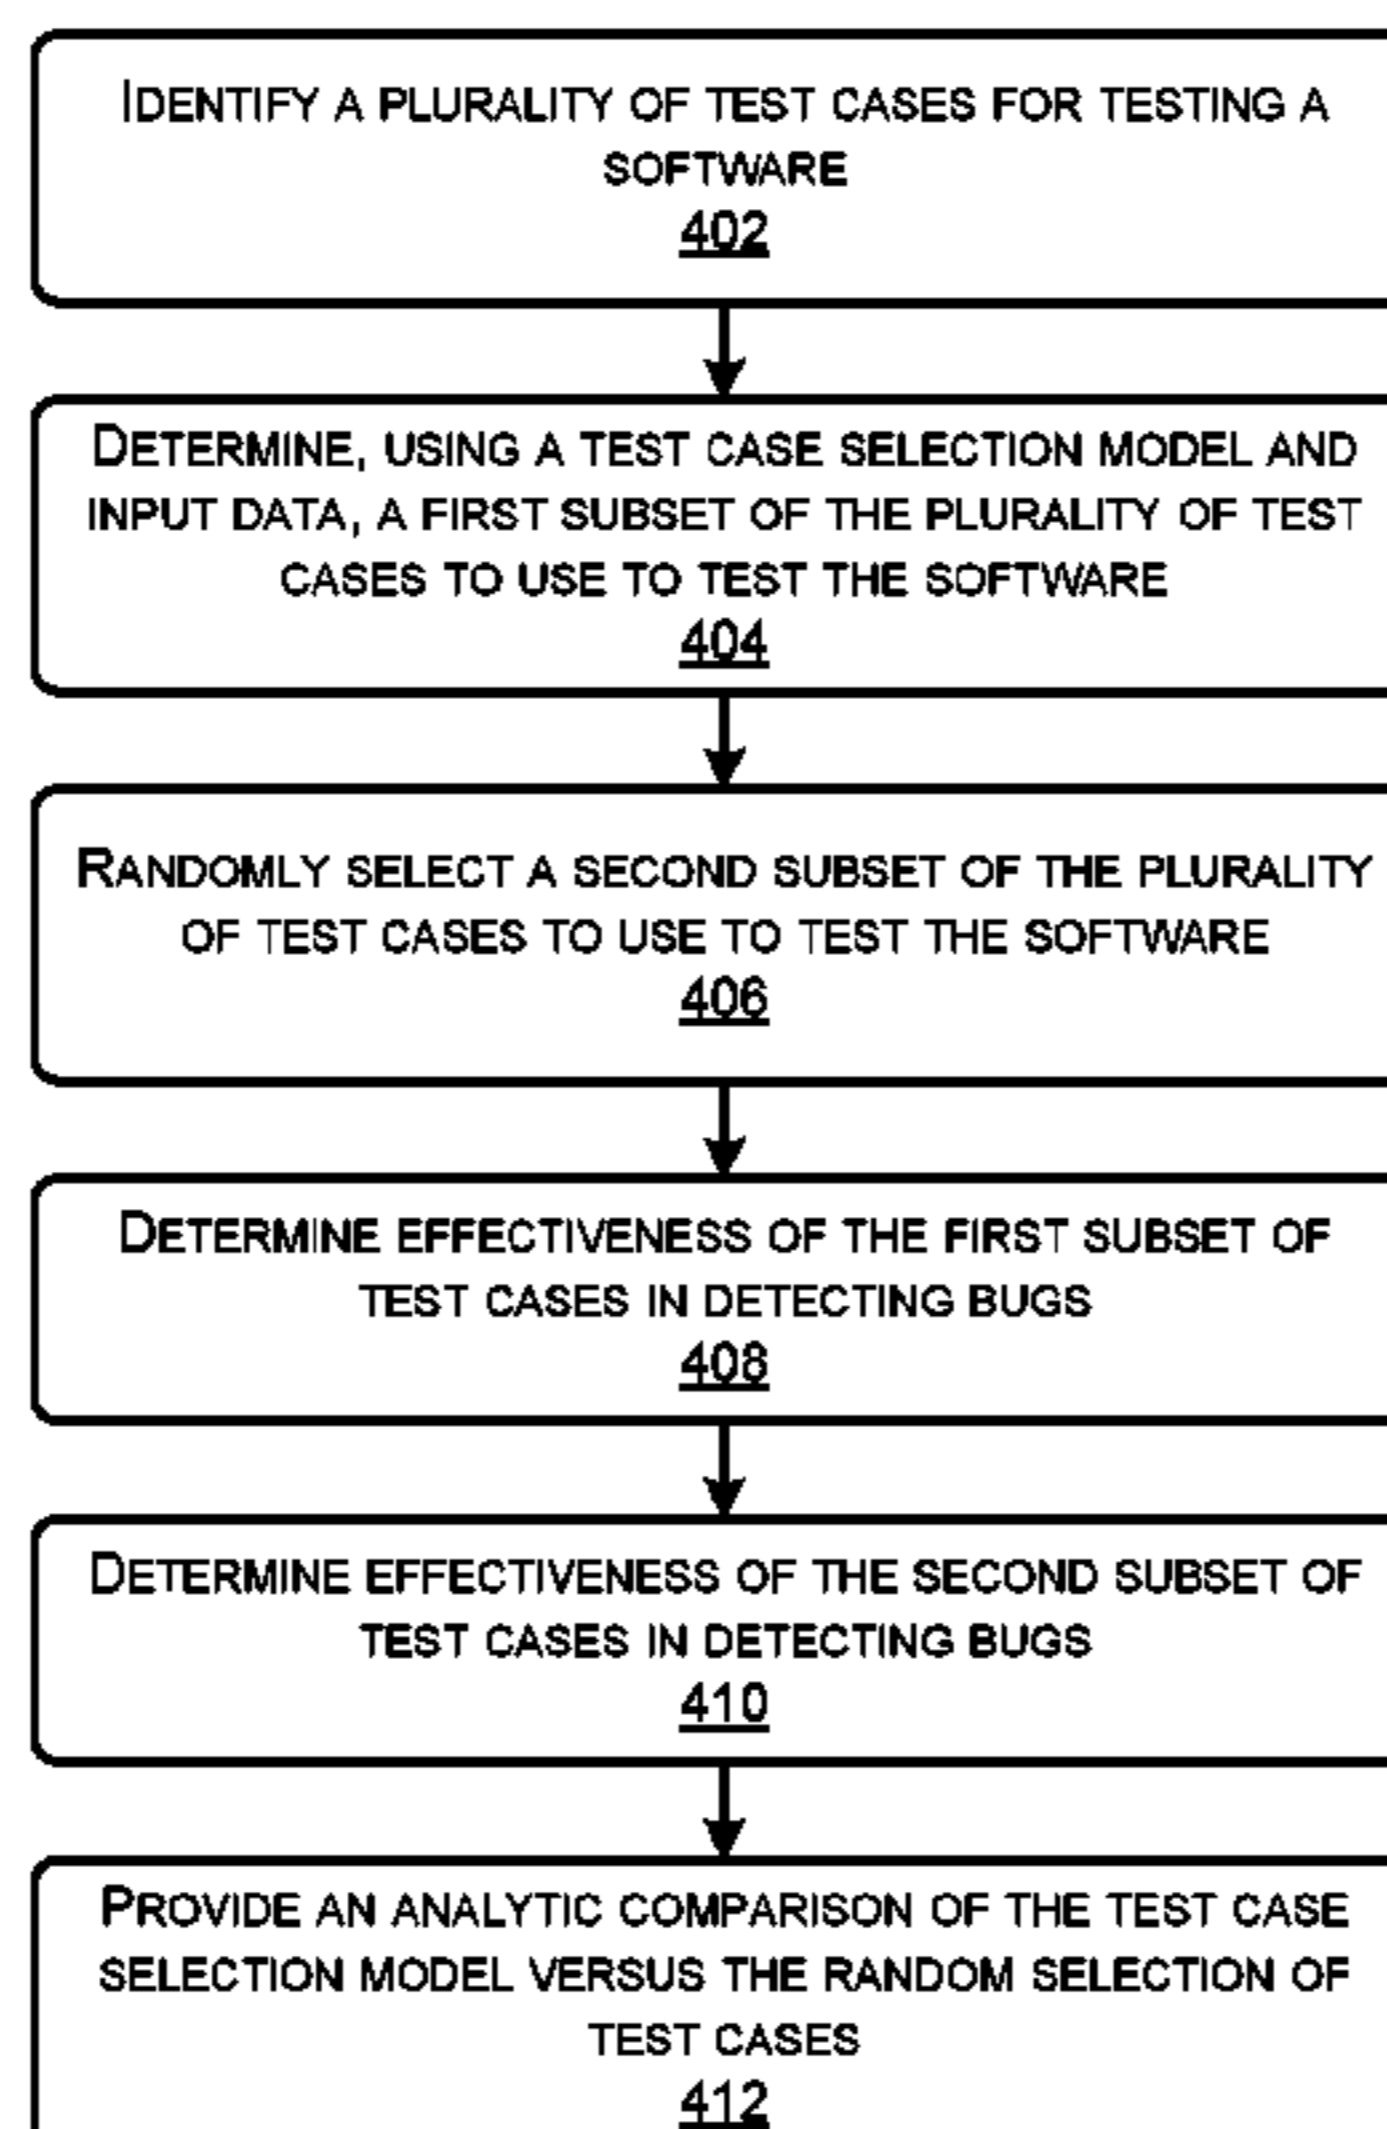 IDENTIFY A PLURALITY OF TEST CASES FOR TESTING A
SOFTWARE
402
DETERMINE, USING A TEST CASE SELECTION MODEL AND
INPUT DATA, A FIRST SUBSET OF THE PLURALITY OF TEST
CASES TO USE TO TEST THE SOFTWARE
404
RANDOMLY SELECT A SECOND SUBSET OF THE PLURALITY
OF TEST CASES TO USE TO TEST THE SOFTWARE
406
DETERMINE EFFECTIVENESS OF THE FIRST SUBSET OF
TEST CASES IN DETECTING BUGS
408
DETERMINE EFFECTIVENESS OF THE SECOND SUBSET OF
TEST CASES IN DETECTING BUGS
410
PROVIDE AN ANALYTIC COMPARISON OF THE TEST CASE
SELECTION MODEL VERSUS THE RANDOM SELECTION OF
TEST CASES
412